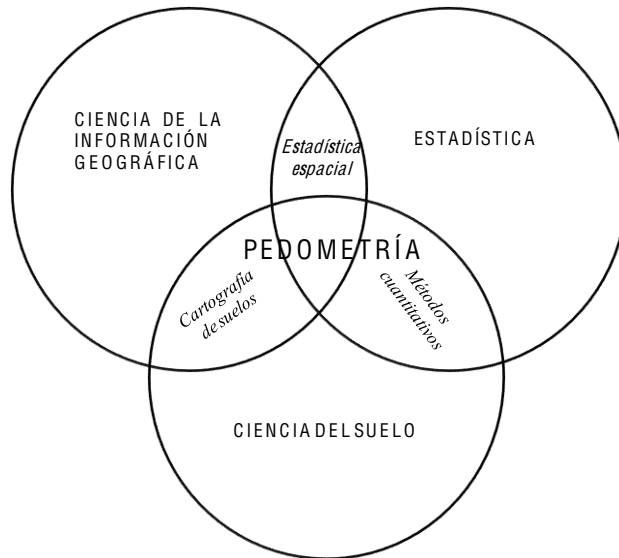 CIENCIA DE LA
INFORMACIÓN
GEOGRÁFICA
Estadística
espacial
ESTADÍSTICA
PEDOMETRÍA
Cartografía
de suelos
Métodos
cuantitativos
CIENCIA DEL SUELO